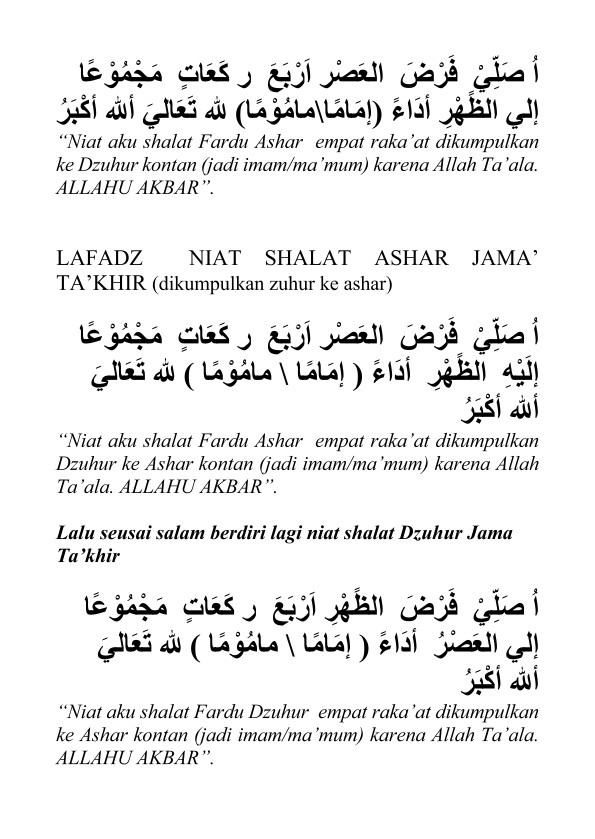 اُ صَلِّيْ فَرْضَ العَصْر اَرْبَعَ ر كَعَاتٍ مَجْمُوْعًا
إلي الظُّهْرِ أدَاءً (إمَامًا\مامُوْمًا) لله تَعَاليَ ألله أكْبَرُ
“Niat aku shalat Fardu Ashar empat raka’at dikumpulkan
ke Dzuhur kontan (jadi imam/ma’mum) karena Allah Ta’ala.
ALLAHU AKBAR”.
LAFADZ NIAT SHALAT ASHAR JAMA’
TA’KHIR (dikumpulkan zuhur ke ashar)
اُ صَلِّيْ فَرْضَ العَصْر اَرْبَعَ ر كَعَاتٍ مَجْمُوْعًا
إلَيْهِ الظُّهْرِ أدَاءً ( إمَامًا \ مامُوْمًا ) لله تَعَاليَ
ألله أكْبَرُ
“Niat aku shalat Fardu Ashar empat raka’at dikumpulkan
Dzuhur ke Ashar kontan (jadi imam/ma’mum) karena Allah
Ta’ala. ALLAHU AKBAR”.
Lalu seusai salam berdiri lagi niat shalat Dzuhur Jama
Ta’khir
اُ صَلِّيْ فَرْضَ الظُّهْرِ اَرْبَعَ ر كَعَاتٍ مَجْمُوْعًا
إلي العَصْرُ أدَاءً ( إمَامًا \ مامُوْمًا ) لله تَعَاليَ
ألله أكْبَرُ
“Niat aku shalat Fardu Dzuhur empat raka’at dikumpulkan
ke Ashar kontan (jadi imam/ma’mum) karena Allah Ta’ala.
ALLAHU AKBAR”.